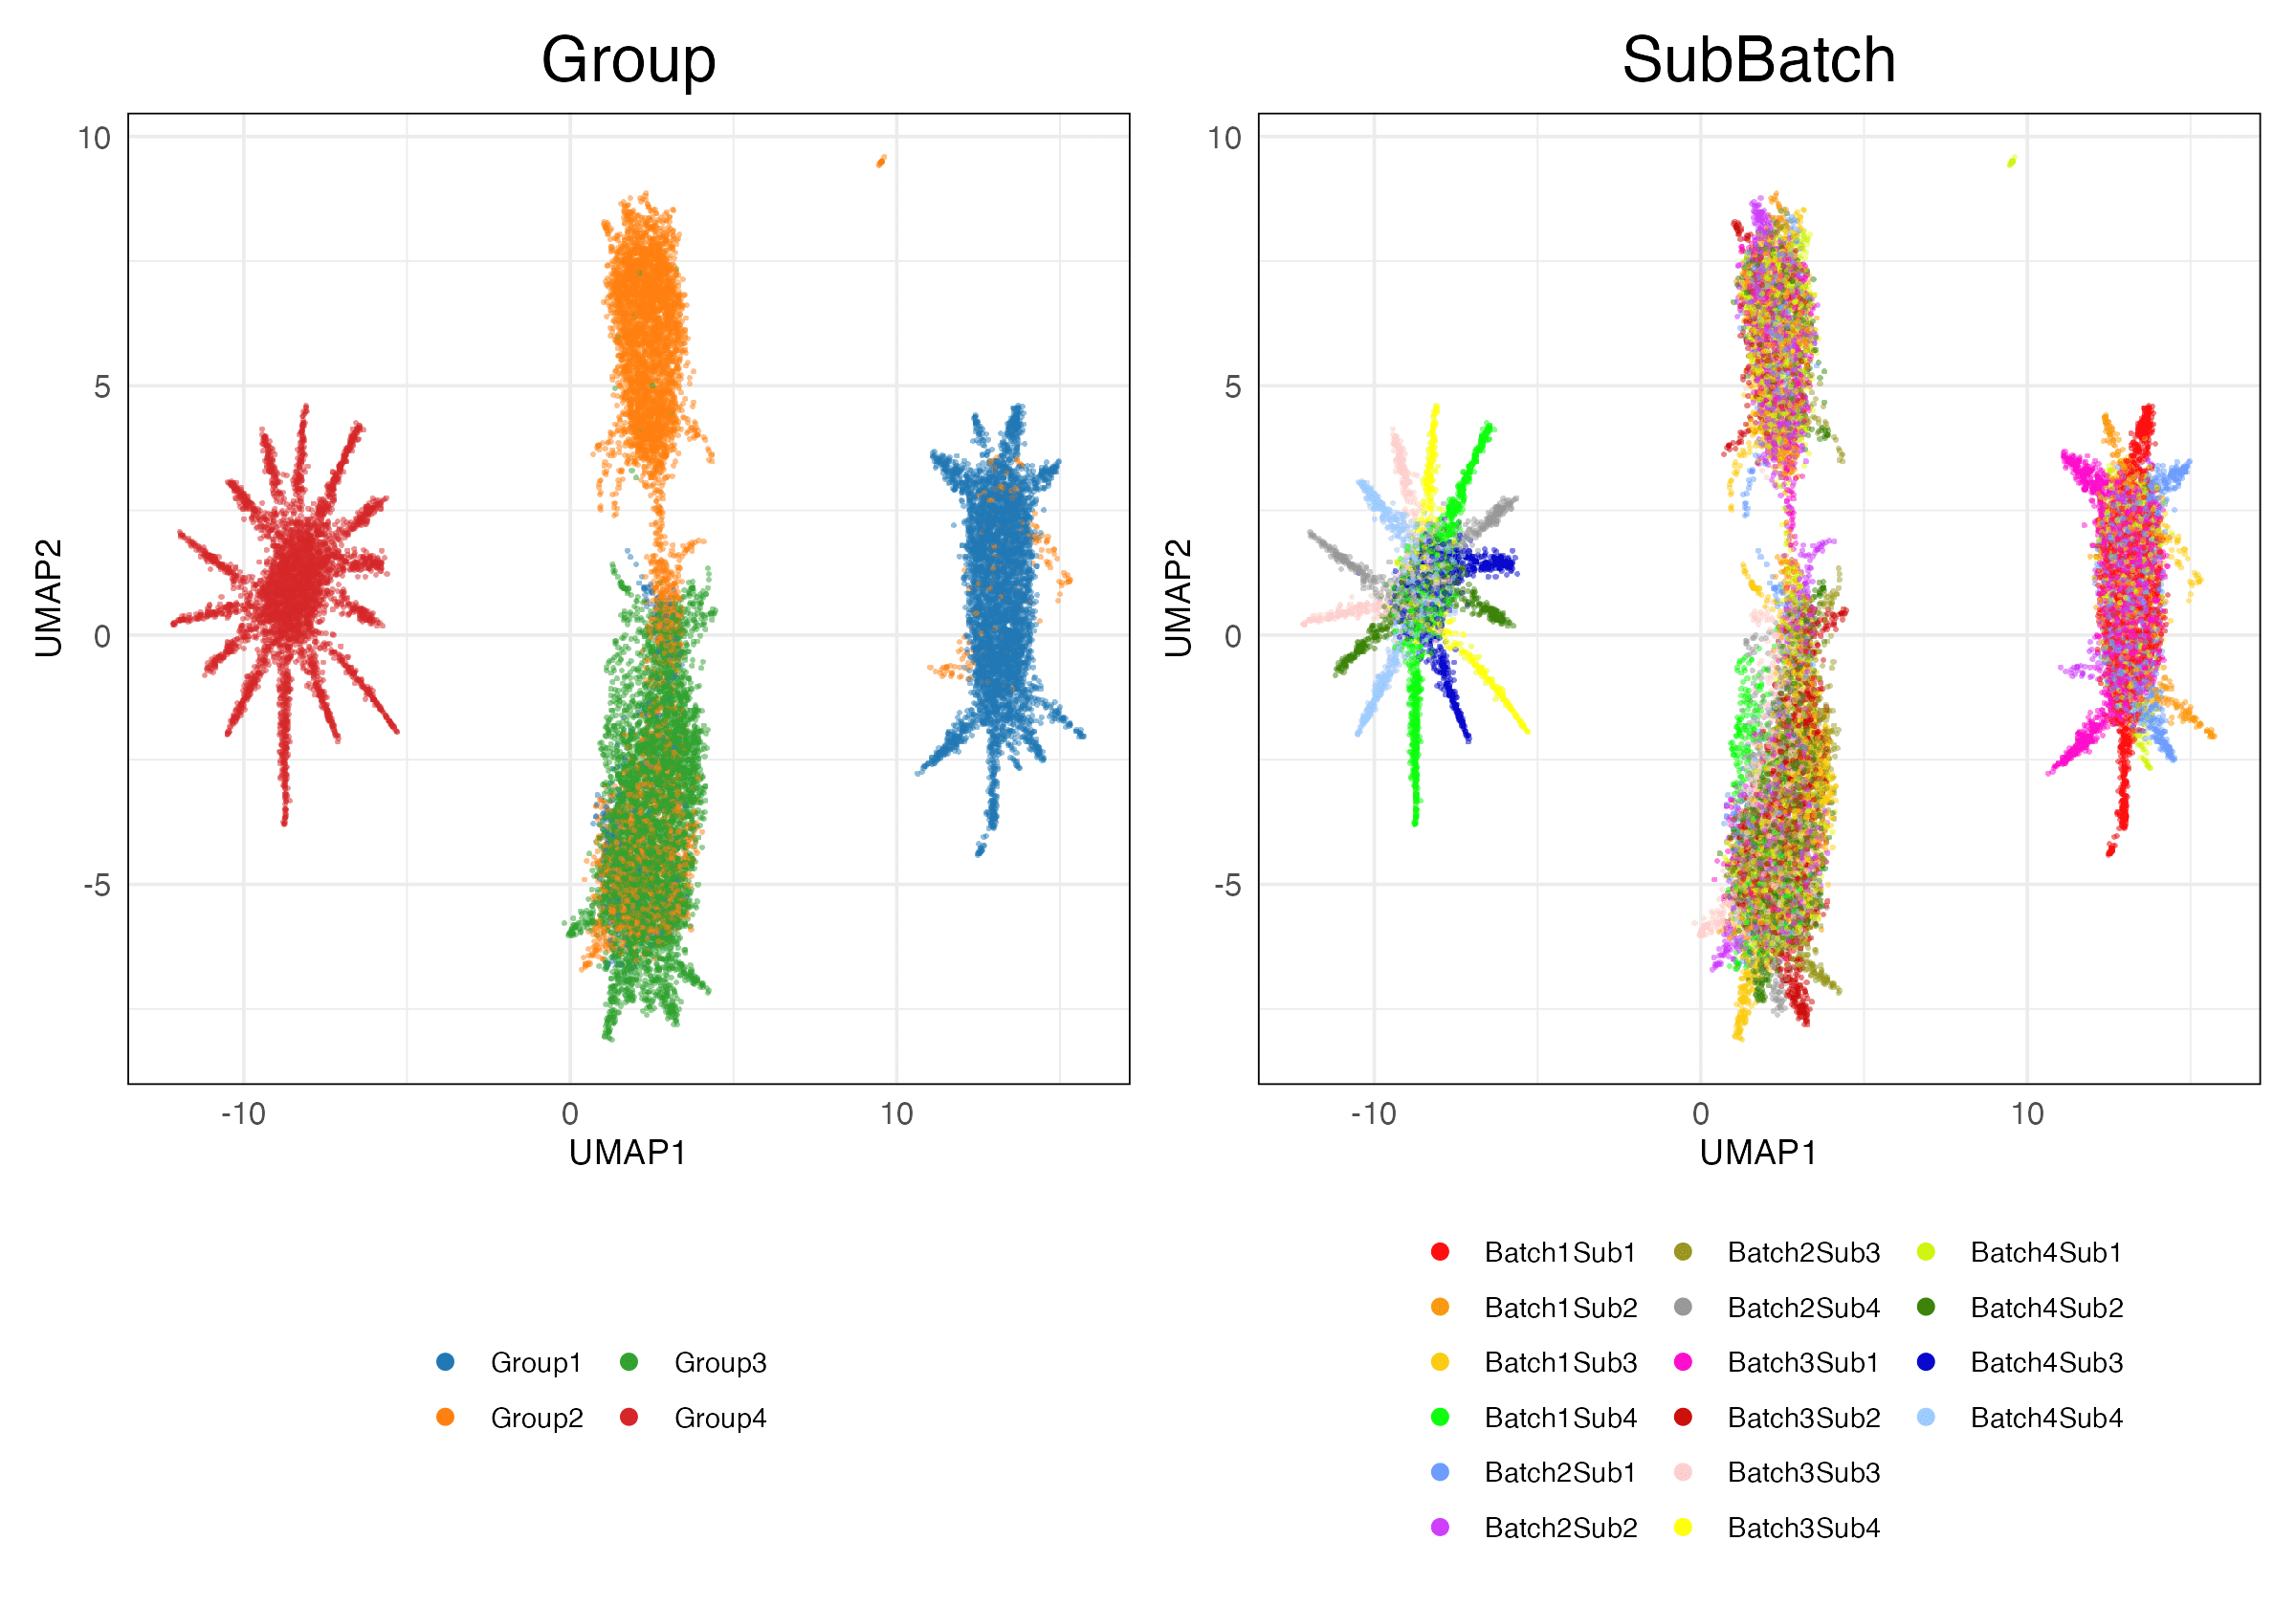 Group
SubBatch
10
5
0
-5
UMAP2
-10
0
10
UMAP1
10
5
0
-5
UMAP2
-10
0
10
UMAP1
Group1
Group3
Group2
Group4
Batch1Sub1
Batch2Sub3
Batch4Sub1
Batch1Sub2
Batch2Sub4
Batch4Sub2
Batch1Sub3
Batch3Sub1
Batch4Sub3
Batch1Sub4
Batch3Sub2
Batch4Sub4
Batch2Sub1
Batch3Sub3
Batch2Sub2
Batch3Sub4